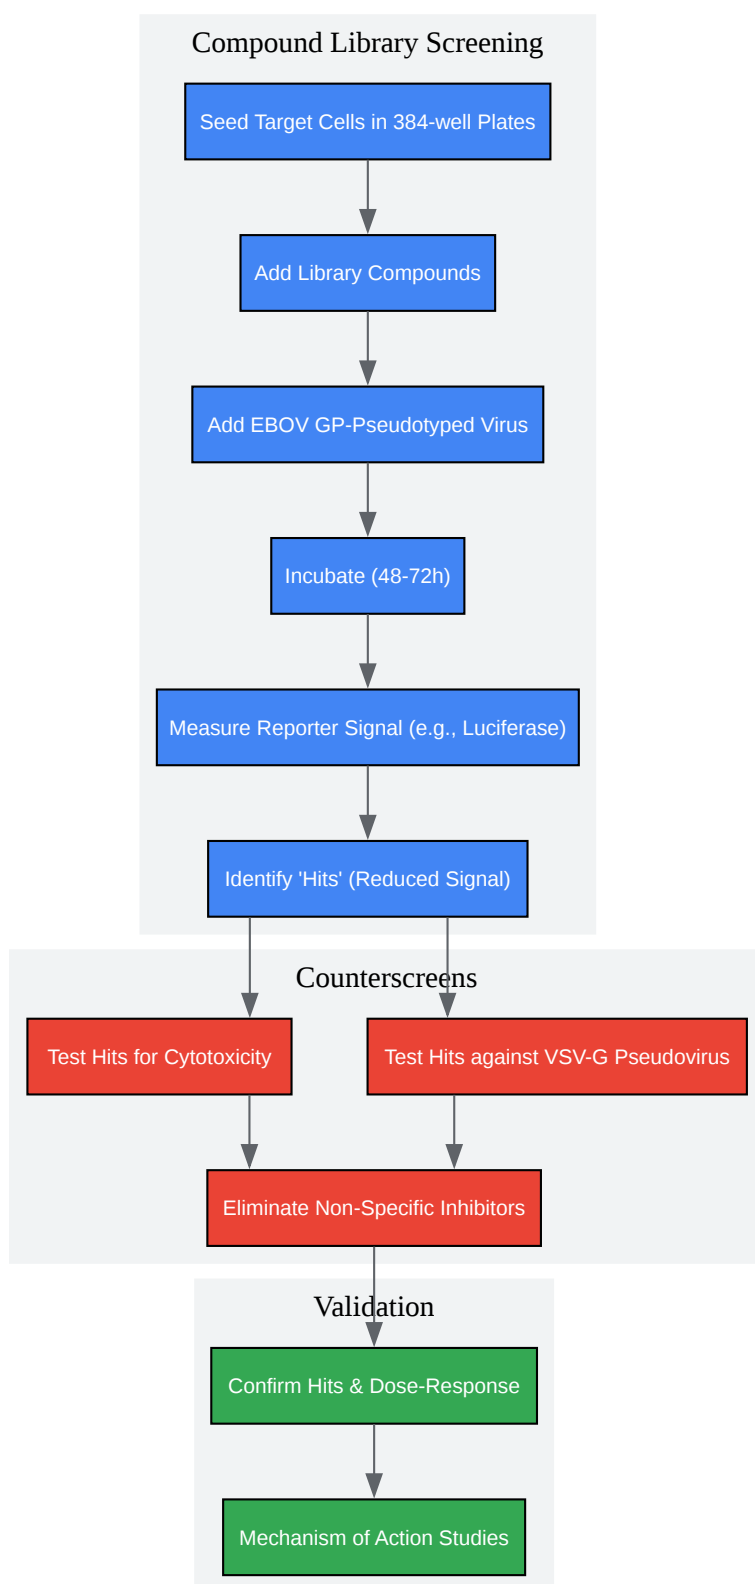 Compound Library Screening
Seed Target Cells in 384-well Plates
Add Library Compounds
Add EBOV GP-Pseudotyped Virus
Incubate (48-72h)
Measure Reporter Signal (e.g., Luciferase)
Identify 'Hits' (Reduced Signal)
Counterscreens
Test Hits for Cytotoxicity
Test Hits against VSV-G Pseudovirus
Eliminate Non-Specific Inhibitors
Validation
Confirm Hits & Dose-Response
Mechanism of Action Studies